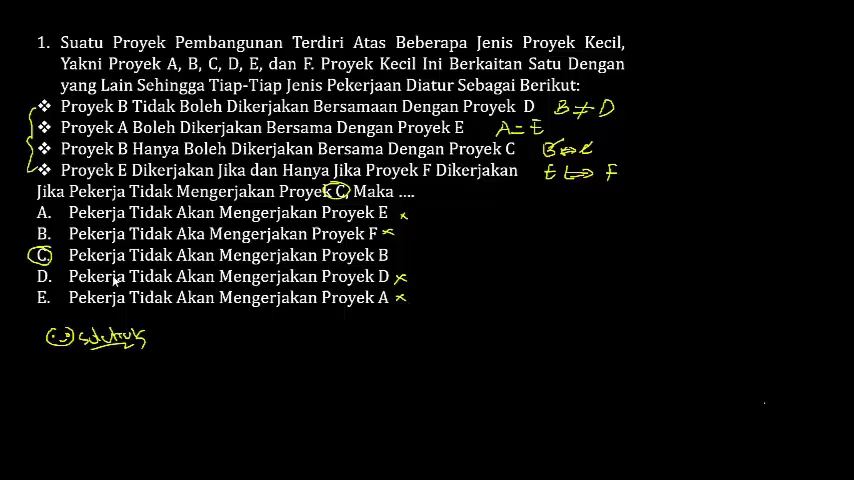 1. Suatu Proyek Pembangunan Terdiri Atas Beberapa Jenis Proyek Kecil,
Yakni Proyek A, B, C, D, E, dan F. Proyek Kecil Ini Berkaitan Satu Dengan
yang Lain Sehingga Tiap-Tiap Jenis Pekerjaan Diatur Sebagai Berikut:
❖ Proyek B Tidak Boleh Dikerjakan Bersamaan Dengan Proyek D B ≠ D
❖ Proyek A Boleh Dikerjakan Bersama Dengan Proyek E A = E
❖ Proyek B Hanya Boleh Dikerjakan Bersama Dengan Proyek C B ⇔ C
❖ Proyek E Dikerjakan Jika dan Hanya Jika Proyek F Dikerjakan E ⇔ F
Jika Pekerja Tidak Mengerjakan Proyek C, Maka ....
A. Pekerja Tidak Akan Mengerjakan Proyek E ×
B. Pekerja Tidak Aka Mengerjakan Proyek F ×
C. Pekerja Tidak Akan Mengerjakan Proyek B
D. Pekerja Tidak Akan Mengerjakan Proyek D ×
E. Pekerja Tidak Akan Mengerjakan Proyek A ×